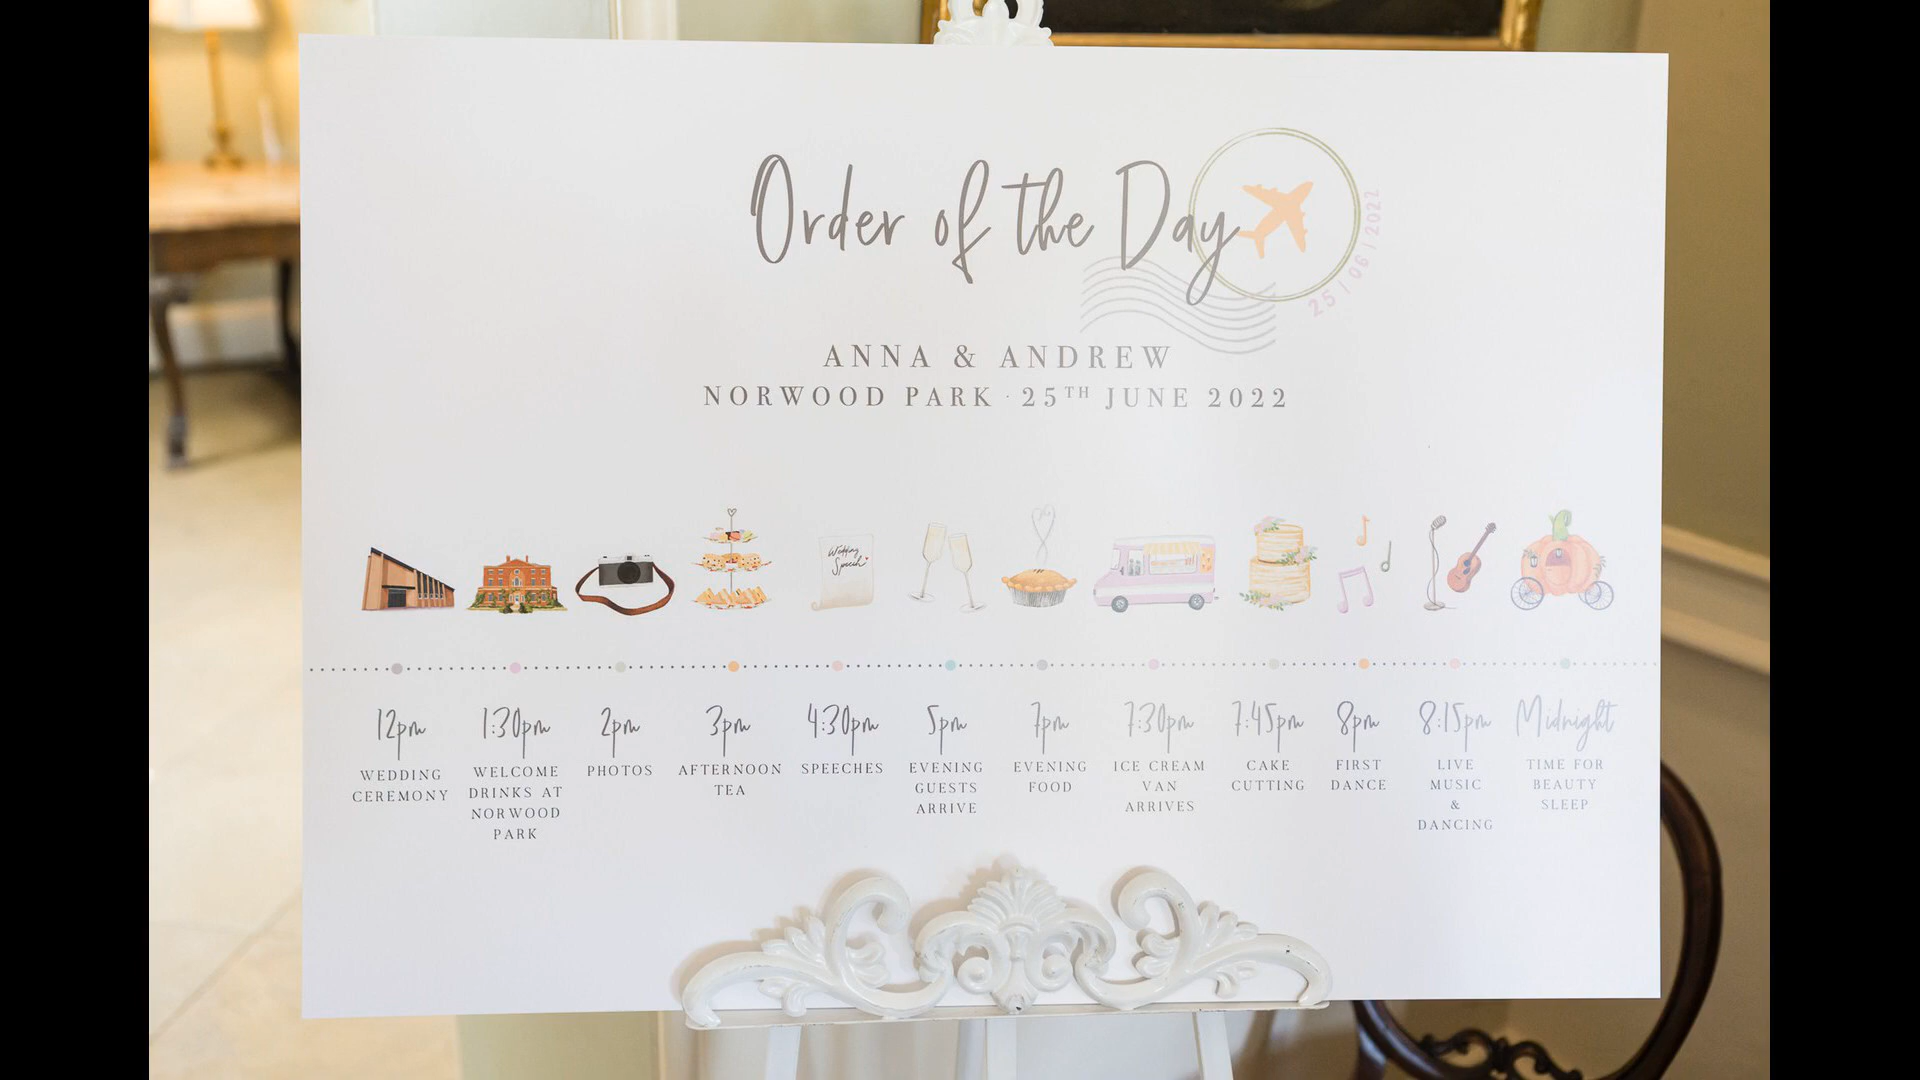 Order of the Day
25 / 06 / 2022
ANNA & ANDREW
NORWOOD PARK · 25TH JUNE 2022
Wedding
Speech
12pm
WEDDING
CEREMONY
1:30pm
WELCOME
DRINKS AT
NORWOOD
PARK
2pm
PHOTOS
3pm
AFTERNOON
TEA
4:30pm
SPEECHES
5pm
EVENING
GUESTS
ARRIVE
7pm
EVENING
FOOD
7:30pm
ICE CREAM
VAN
ARRIVES
7:45pm
CAKE
CUTTING
8pm
FIRST
DANCE
8:15pm
LIVE
MUSIC
&
DANCING
Midnight
TIME FOR
BEAUTY
SLEEP